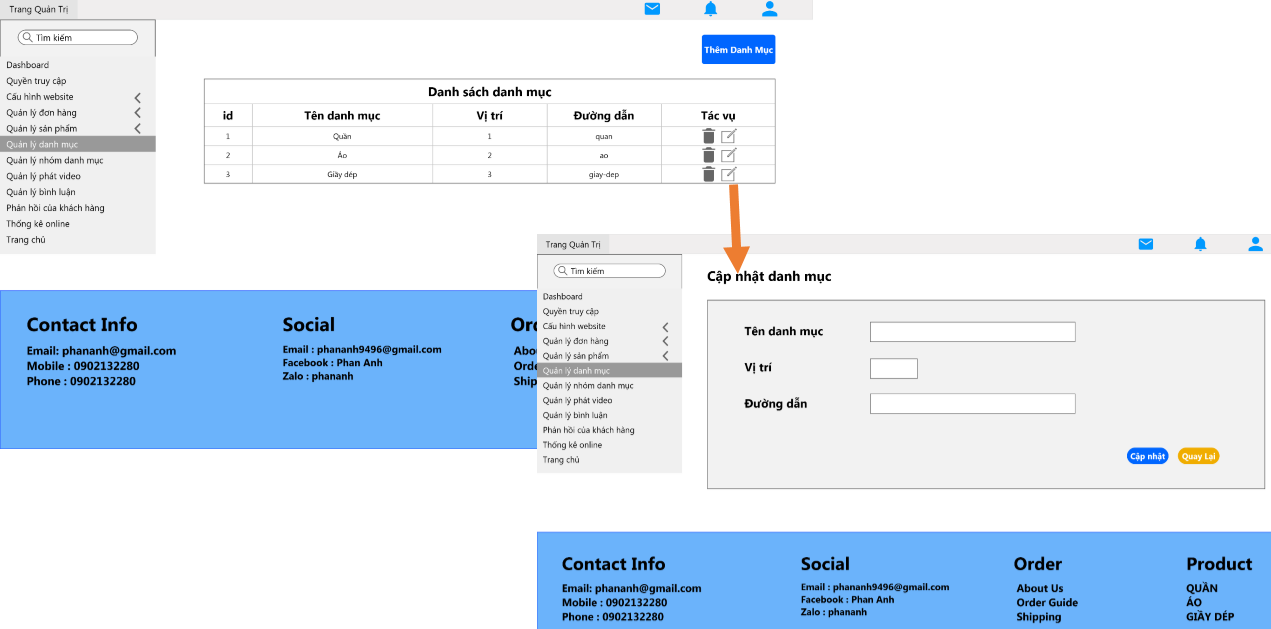 Trang Quản Trị
Tìm kiếm
Dashboard
Quyền truy cập
Cấu hình website
Quản lý đơn hàng
Quản lý sản phẩm
Quản lý danh mục
Quản lý nhóm danh mục
Quản lý phát video
Quản lý bình luận
Phản hồi của khách hàng
Thống kê online
Trang chủ
Thêm Danh Mục
Danh sách danh mục
id Tên danh mục Vị trí Đường dẫn Tác vụ
1 Quần 1 quan
2 Áo 2 ao
3 Giầy dép 3 giay-dep
Contact Info
Email: phananh@gmail.com
Mobile : 0902132280
Phone : 0902132280
Social
Email : phananh9496@gmail.com
Facebook : Phan Anh
Zalo : phananh
Trang Quản Trị
Tìm kiếm
Dashboard
Quyền truy cập
Cấu hình website
Quản lý đơn hàng
Quản lý sản phẩm
Quản lý danh mục
Quản lý nhóm danh mục
Quản lý phát video
Quản lý bình luận
Phản hồi của khách hàng
Thống kê online
Trang chủ
Cập nhật danh mục
Tên danh mục
Vị trí
Đường dẫn
Cập nhật Quay Lại
Contact Info
Email: phananh@gmail.com
Mobile : 0902132280
Phone : 0902132280
Social
Email : phananh9496@gmail.com
Facebook : Phan Anh
Zalo : phananh
Order
About Us
Order Guide
Shipping
Product
QUẦN
ÁO
GIẦY DÉP